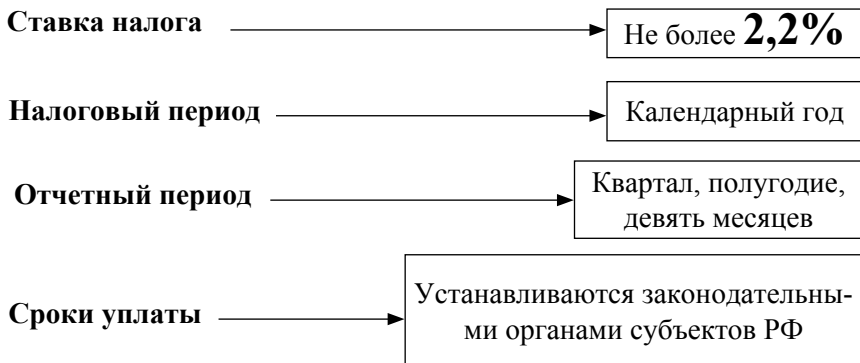 Ставка налога
Не более 2,2%
Налоговый период
Календарный год
Отчетный период
Квартал, полугодие,
девять месяцев
Сроки уплаты
Устанавливаются законодательны-
ми органами субъектов РФ